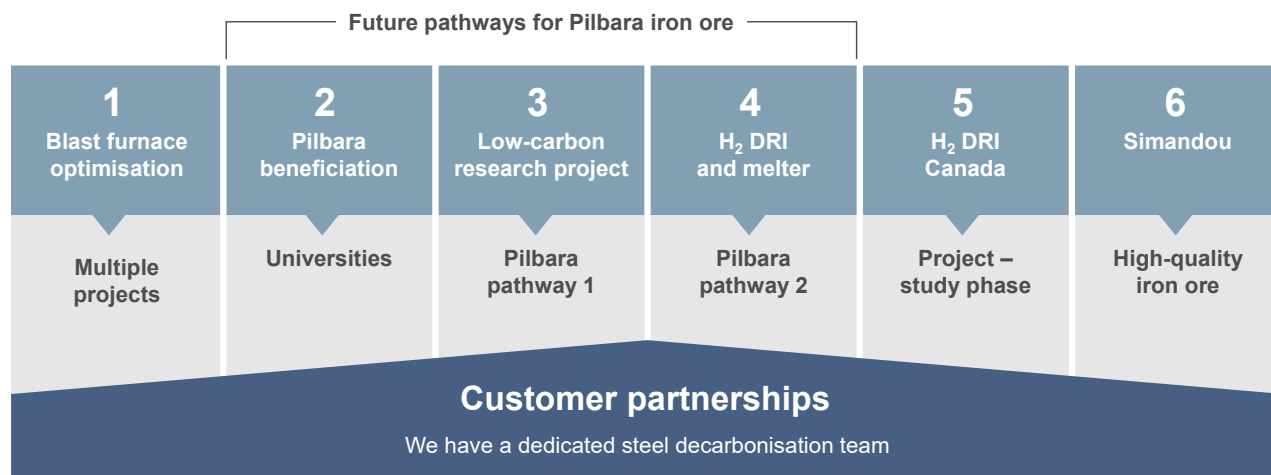 Future pathways for Pilbara iron ore
1
Blast furnace
optimisation
Multiple
projects
2
Pilbara
beneficiation
Universities
3
Low-carbon
research project
Pilbara
pathway 1
4
H₂ DRI
and melter
Pilbara
pathway 2
5
H₂ DRI
Canada
Project –
study phase
6
Simandou
High-quality
iron ore
Customer partnerships
We have a dedicated steel decarbonisation team